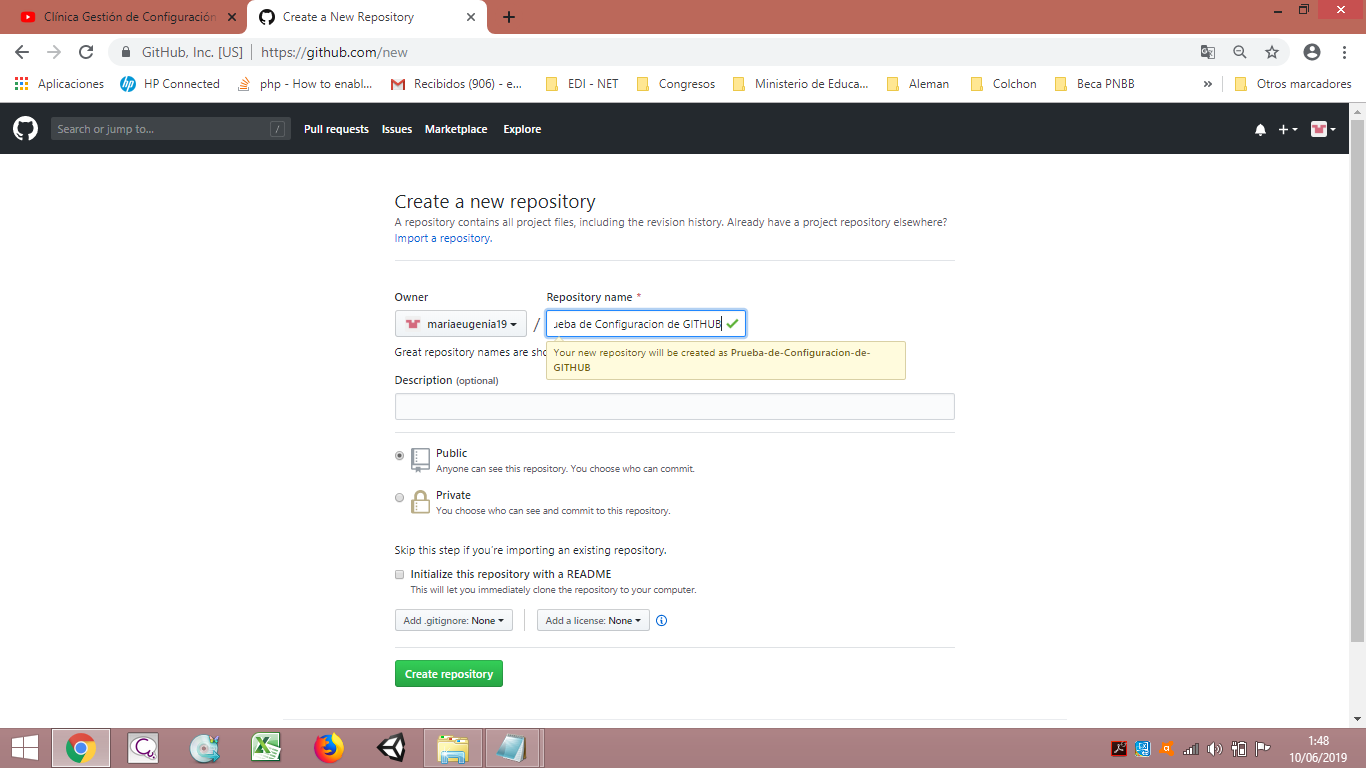 Clínica Gestión de Configuración
Create a New Repository
GitHub, Inc. [US]
https://github.com/new
Aplicaciones
HP Connected
php - How to enabl...
Recibidos (906) - e...
EDI - NET
Congresos
Ministerio de Educa...
Aleman
Colchon
Beca PNBB
»
Otros marcadores
Search or jump to...
/
Pull requests
Issues
Marketplace
Explore
Create a new repository
A repository contains all project files, including the revision history. Already have a project repository elsewhere?
Import a repository.
Owner
Repository name *
mariaeugenia19
/
ueba de Configuracion de GITHUB
Great repository names are sho
Your new repository will be created as Prueba-de-Configuracion-de-
GITHUB
Description (optional)
Public
Anyone can see this repository. You choose who can commit.
Private
You choose who can see and commit to this repository.
Skip this step if you're importing an existing repository.
Initialize this repository with a README
This will let you immediately clone the repository to your computer.
Add .gitignore: None
Add a license: None
Create repository
1:48
10/06/2019